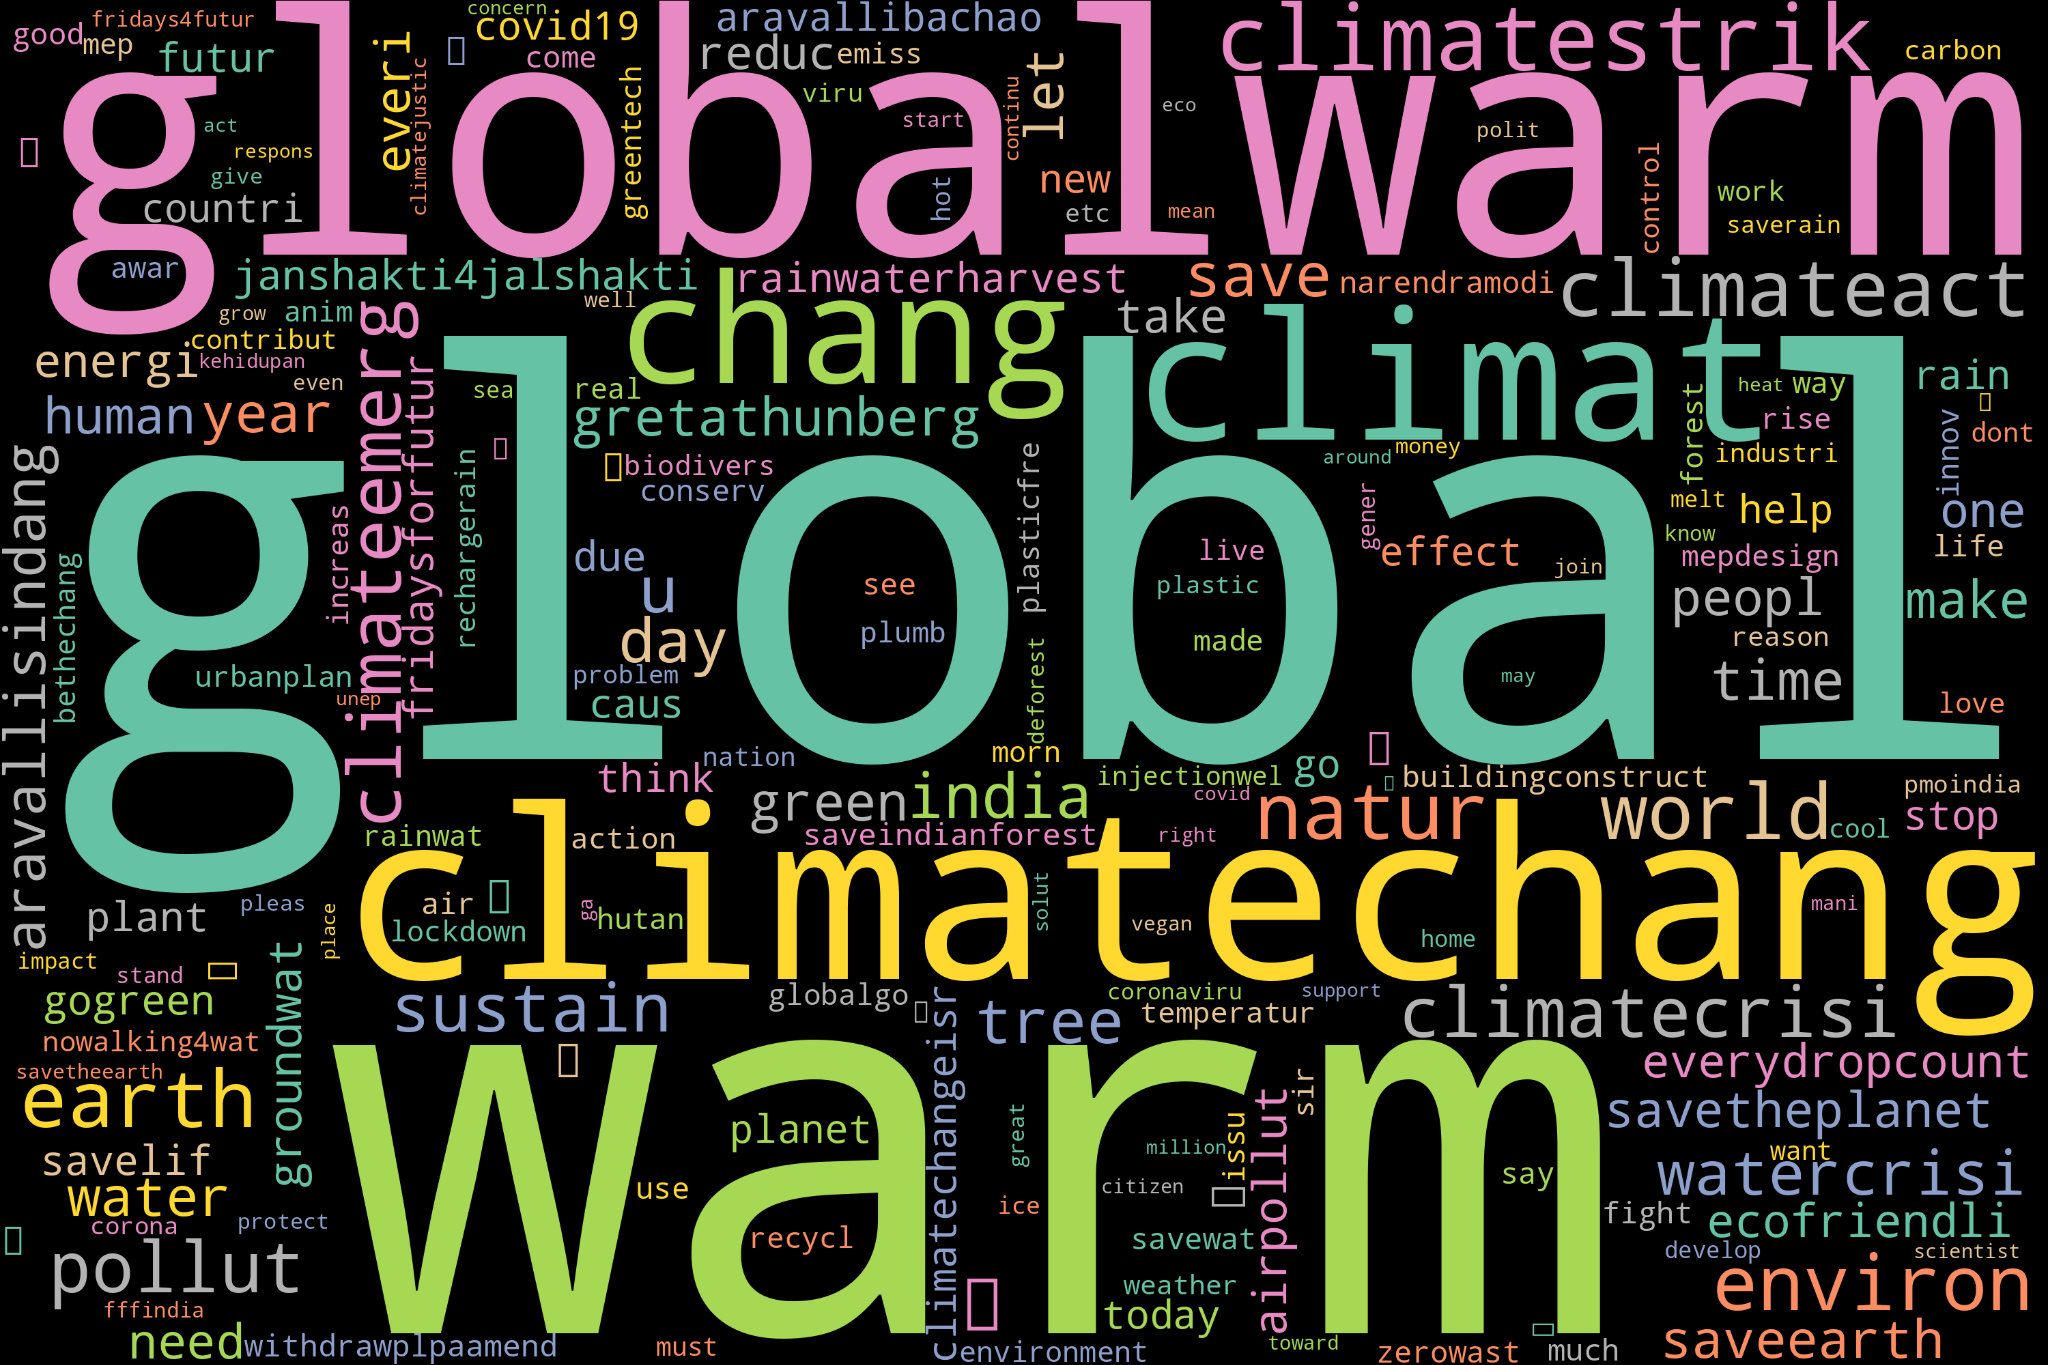 fridays4futur
concern
good
mep
futur
everi
covid19
come
aravallibachao
reduc
emiss
let
climatestrik
carbon
globalwarm
climatejustic
greentech
viru
start
continu
eco
polit
act
respons
give
countri
hot
new
etc
mean
control
work
saverain
awar
janshakti4jalshakti
chang
rainwaterharvest
save
narendramodi
climateact
grow
anim
well
take
climat
contribut
energi
kehidupan
even
climateemerg
fridaysforfutur
sea
real
gretathunberg
human
year
forest
heat
way
rain
rise
innov
dont
industri
around
money
global
aravallisindang
bethechang
increas
rechargerain
biodivers
conserv
plasticfre
gener
effect
join
melt
help
one
know
mepdesign
life
due
u
day
see
plumb
live
plastic
made
peopl
make
reason
time
urbanplan
unep
problem
caus
deforest
may
love
nation
morn
think
injectionwel
go
buildingconstruct
pmoindia
green
india
covid
natur
world
cool
stop
rainwat
action
saveindianforest
right
climatechang
plant
pleas
place
air
lockdown
ga
hutan
solut
vegan
home
mani
impact
stand
gogreen
groundwat
sustain
globalgo
climatechangeisr
tree
coronaviru
support
temperatur
climatecrisi
nowalking4wat
savetheearth
earth
warm
everydropcount
savetheplanet
planet
great
million
issu
sir
airpollut
want
savelif
water
use
citizen
say
watercrisi
corona
protect
ice
fight
ecofriendli
recycl
savewat
develop
scientist
pollut
weather
environ
fffindia
today
need
withdrawplpaamend
must
environment
toward
zerowast
much
saveearth